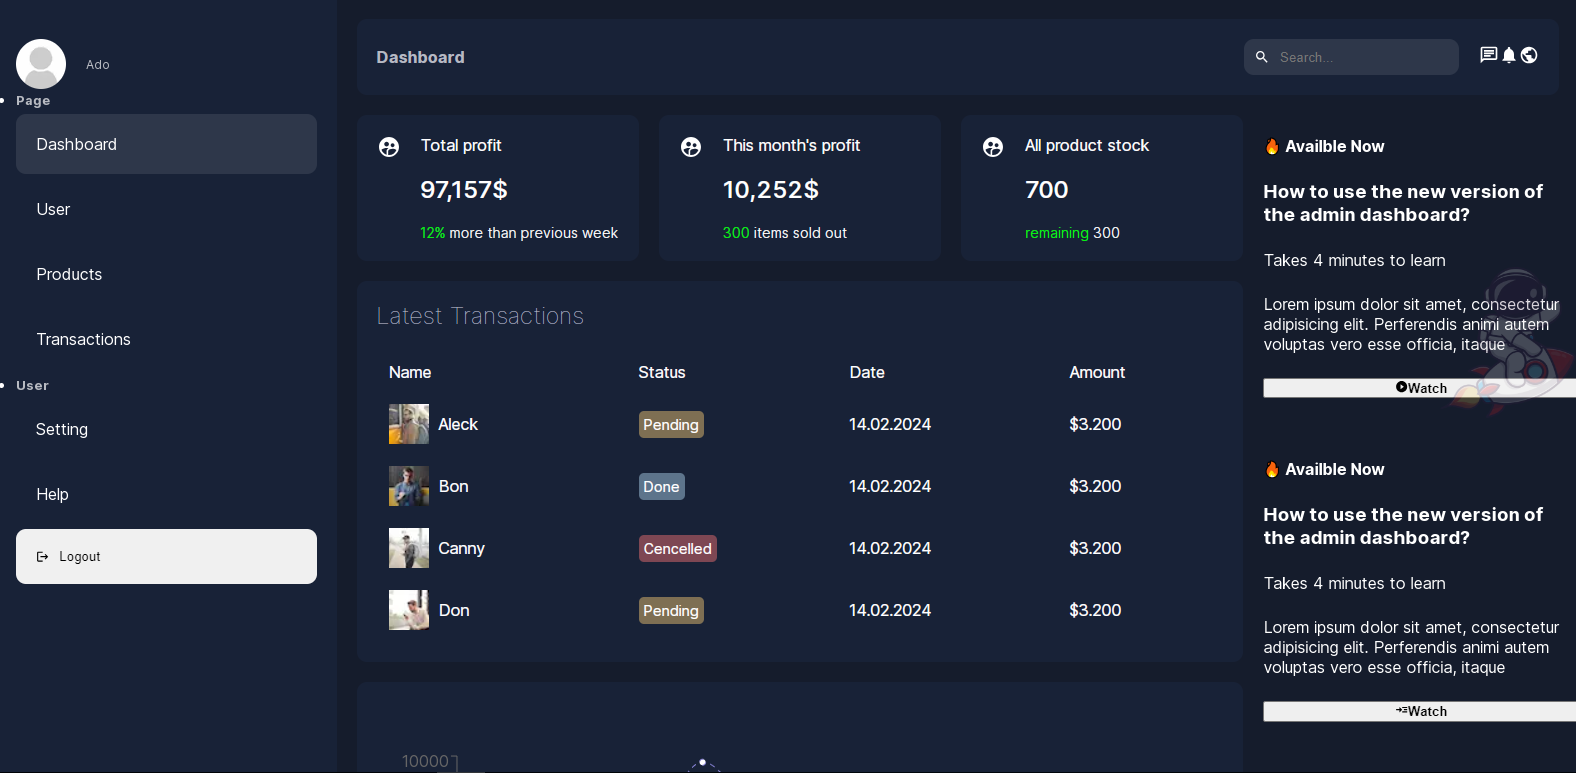 Ado
Page
Dashboard
User
Products
Transactions
User
Setting
Help
Logout
Dashboard
Search...
Total profit
97,157$
12% more than previous week
This month's profit
10,252$
300 items sold out
All product stock
700
remaining 300
Latest Transactions
Name Status Date Amount
Aleck Pending 14.02.2024 $3.200
Bon Done 14.02.2024 $3.200
Canny Cencelled 14.02.2024 $3.200
Don Pending 14.02.2024 $3.200
10000
🔥 Availble Now
How to use the new version of
the admin dashboard?
Takes 4 minutes to learn
Lorem ipsum dolor sit amet, consectetur
adipisicing elit. Perferendis animi autem
voluptas vero esse officia, itaque
Watch
🔥 Availble Now
How to use the new version of
the admin dashboard?
Takes 4 minutes to learn
Lorem ipsum dolor sit amet, consectetur
adipisicing elit. Perferendis animi autem
voluptas vero esse officia, itaque
Watch